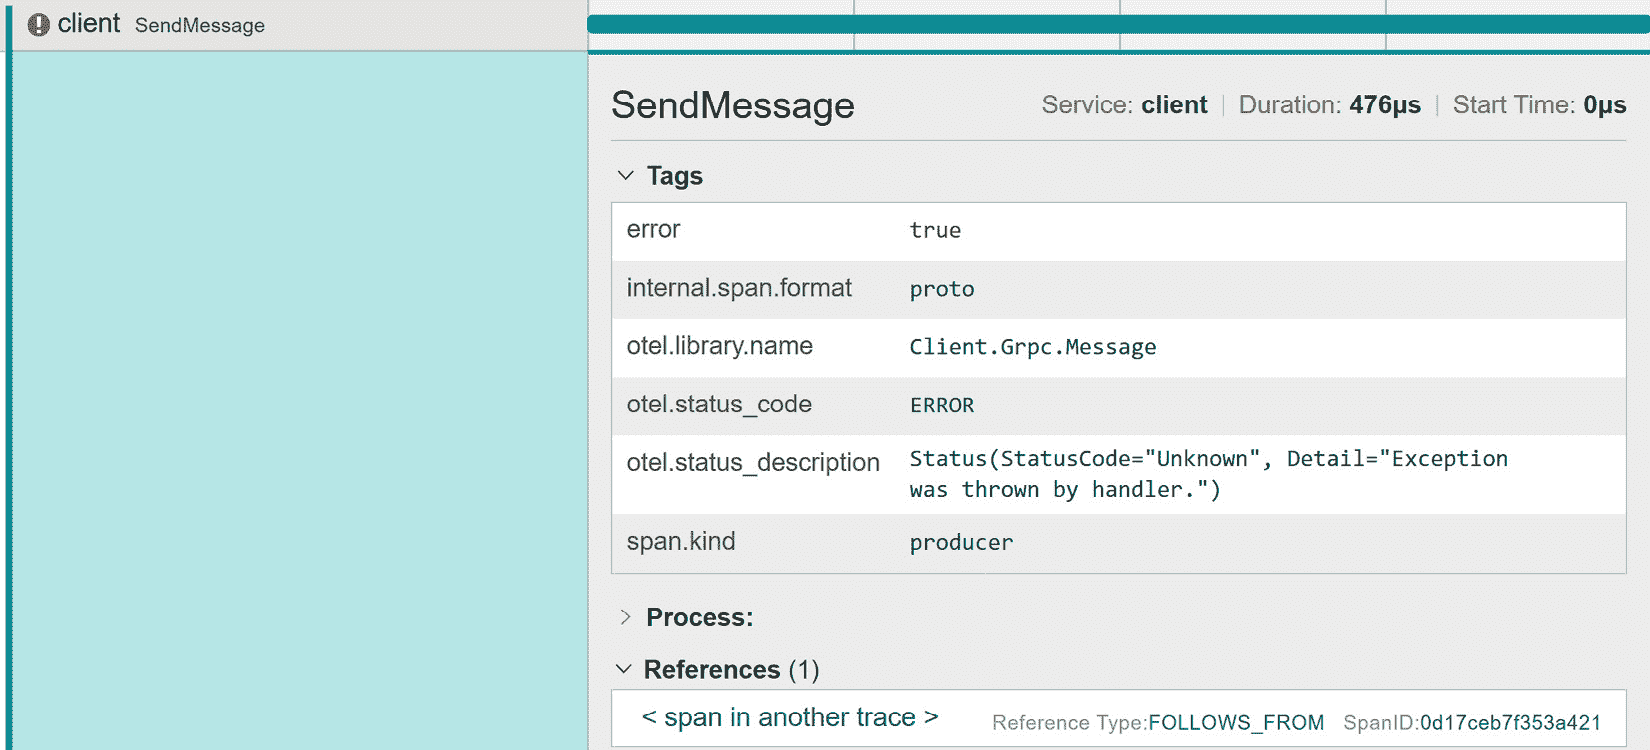 client SendMessage
SendMessage Service: client Duration: 476μs Start Time: 0μs
Tags
error true
internal.span.format proto
otel.library.name Client.Grpc.Message
otel.status_code ERROR
otel.status_description Status(StatusCode="Unknown", Detail="Exception
was thrown by handler.")
span.kind producer
Process:
References (1)
< span in another trace > Reference Type:FOLLOWS_FROM SpanID:0d17ceb7f353a421